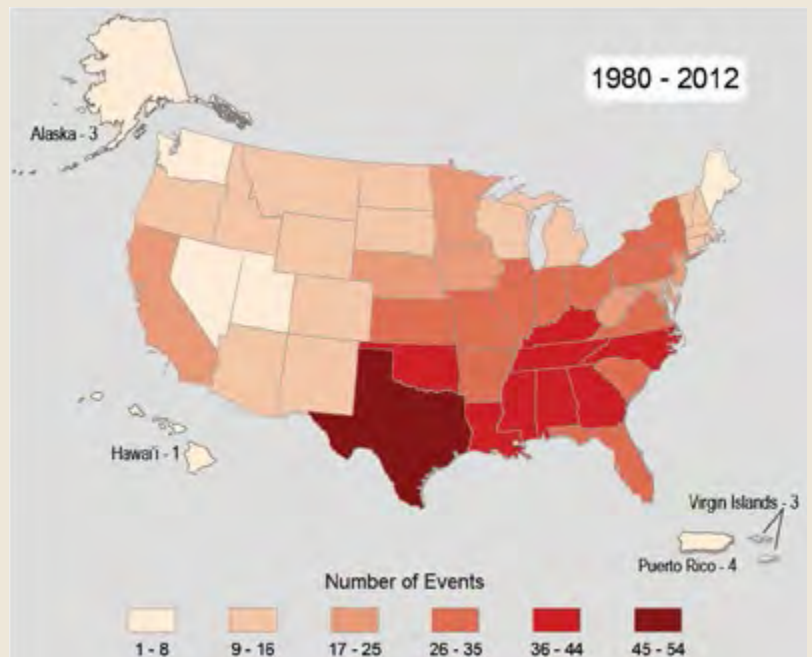 1980 - 2012
Alaska - 3
Hawai'i - 1
Virgin Islands - 3
Puerto Rico - 4
Number of Events
1 - 8 9 - 16 17 - 25 26 - 35 36 - 44 45 - 54